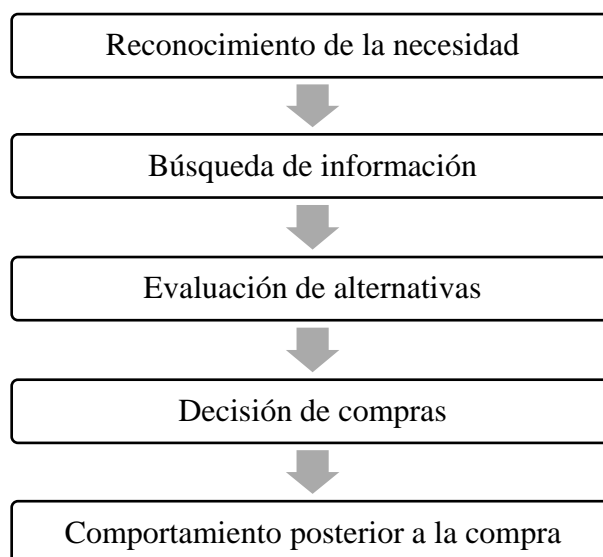 Reconocimiento de la necesidad
Búsqueda de información
Evaluación de alternativas
Decisión de compras
Comportamiento posterior a la compra